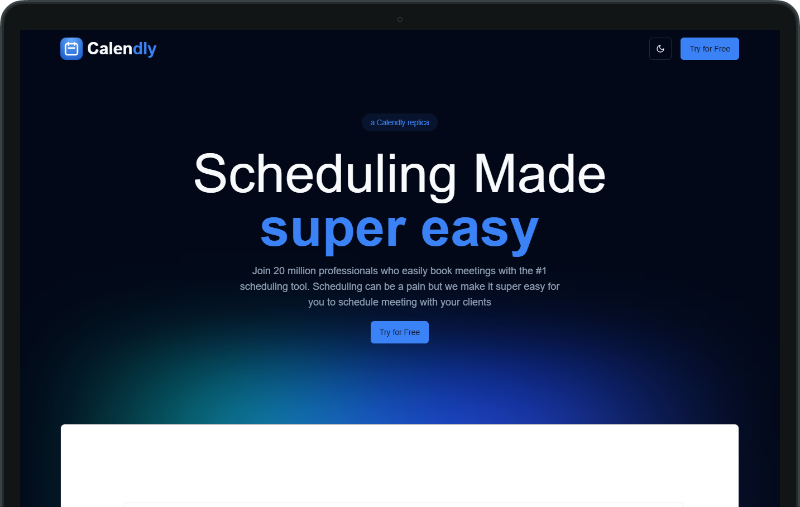 Calendly
Try for Free
a Calendly replica
Scheduling Made
super easy
Join 20 million professionals who easily book meetings with the #1
scheduling tool. Scheduling can be a pain but we make it super easy for
you to schedule meeting with your clients
Try for Free